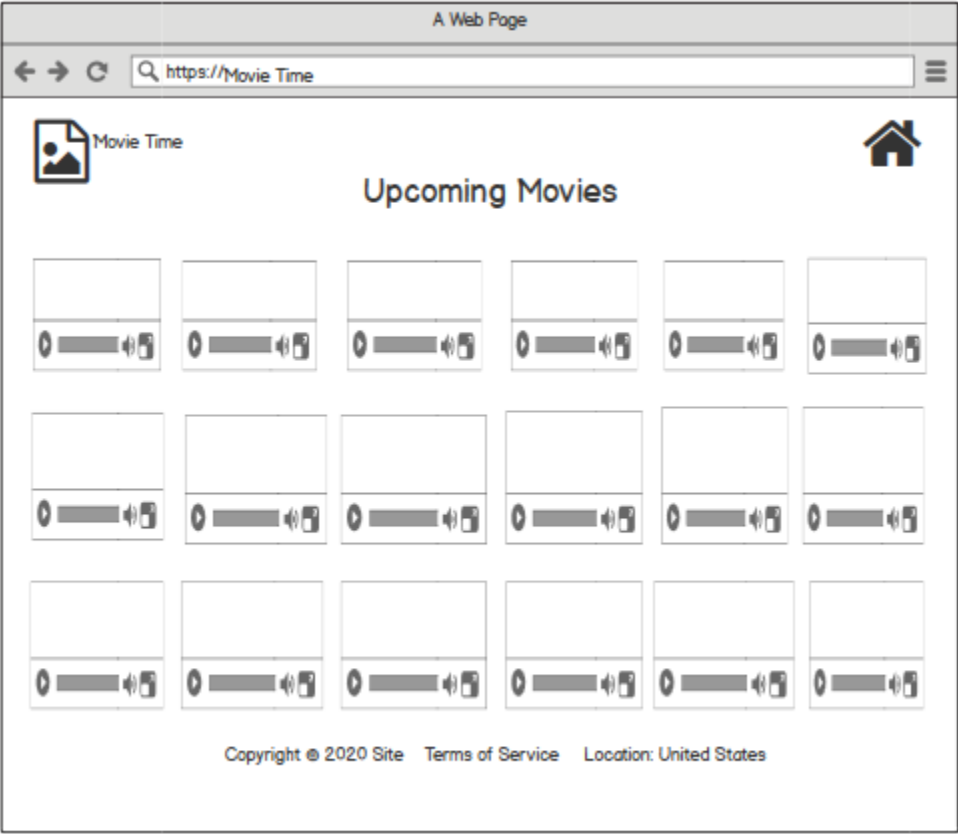 A Web Page
https://Movie Time
Movie Time
Upcoming Movies
Copyright © 2020 Site Terms of Service Location: United States